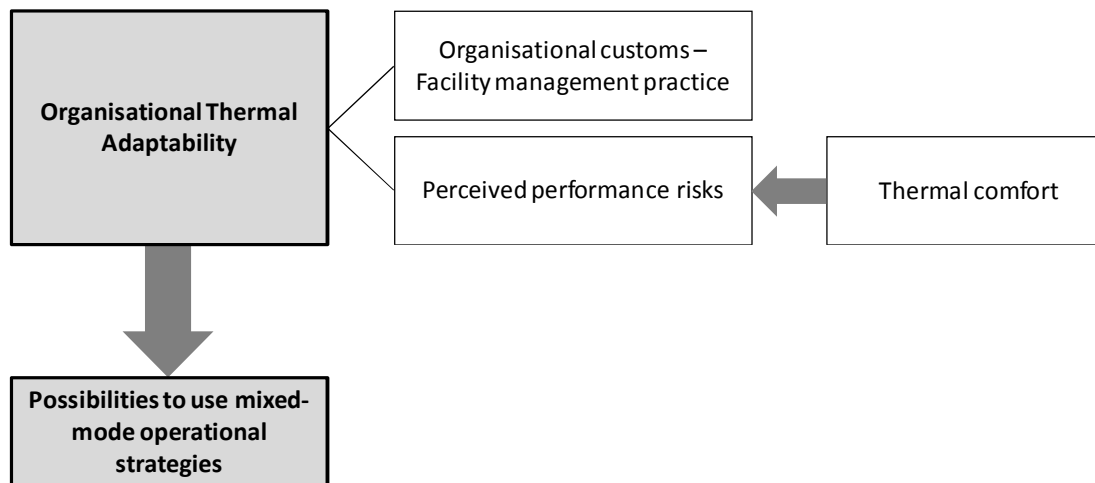 Organisational Thermal
Adaptability
Organisational customs –
Facility management practice
Perceived performance risks
Thermal comfort
Possibilities to use mixed-
mode operational
strategies